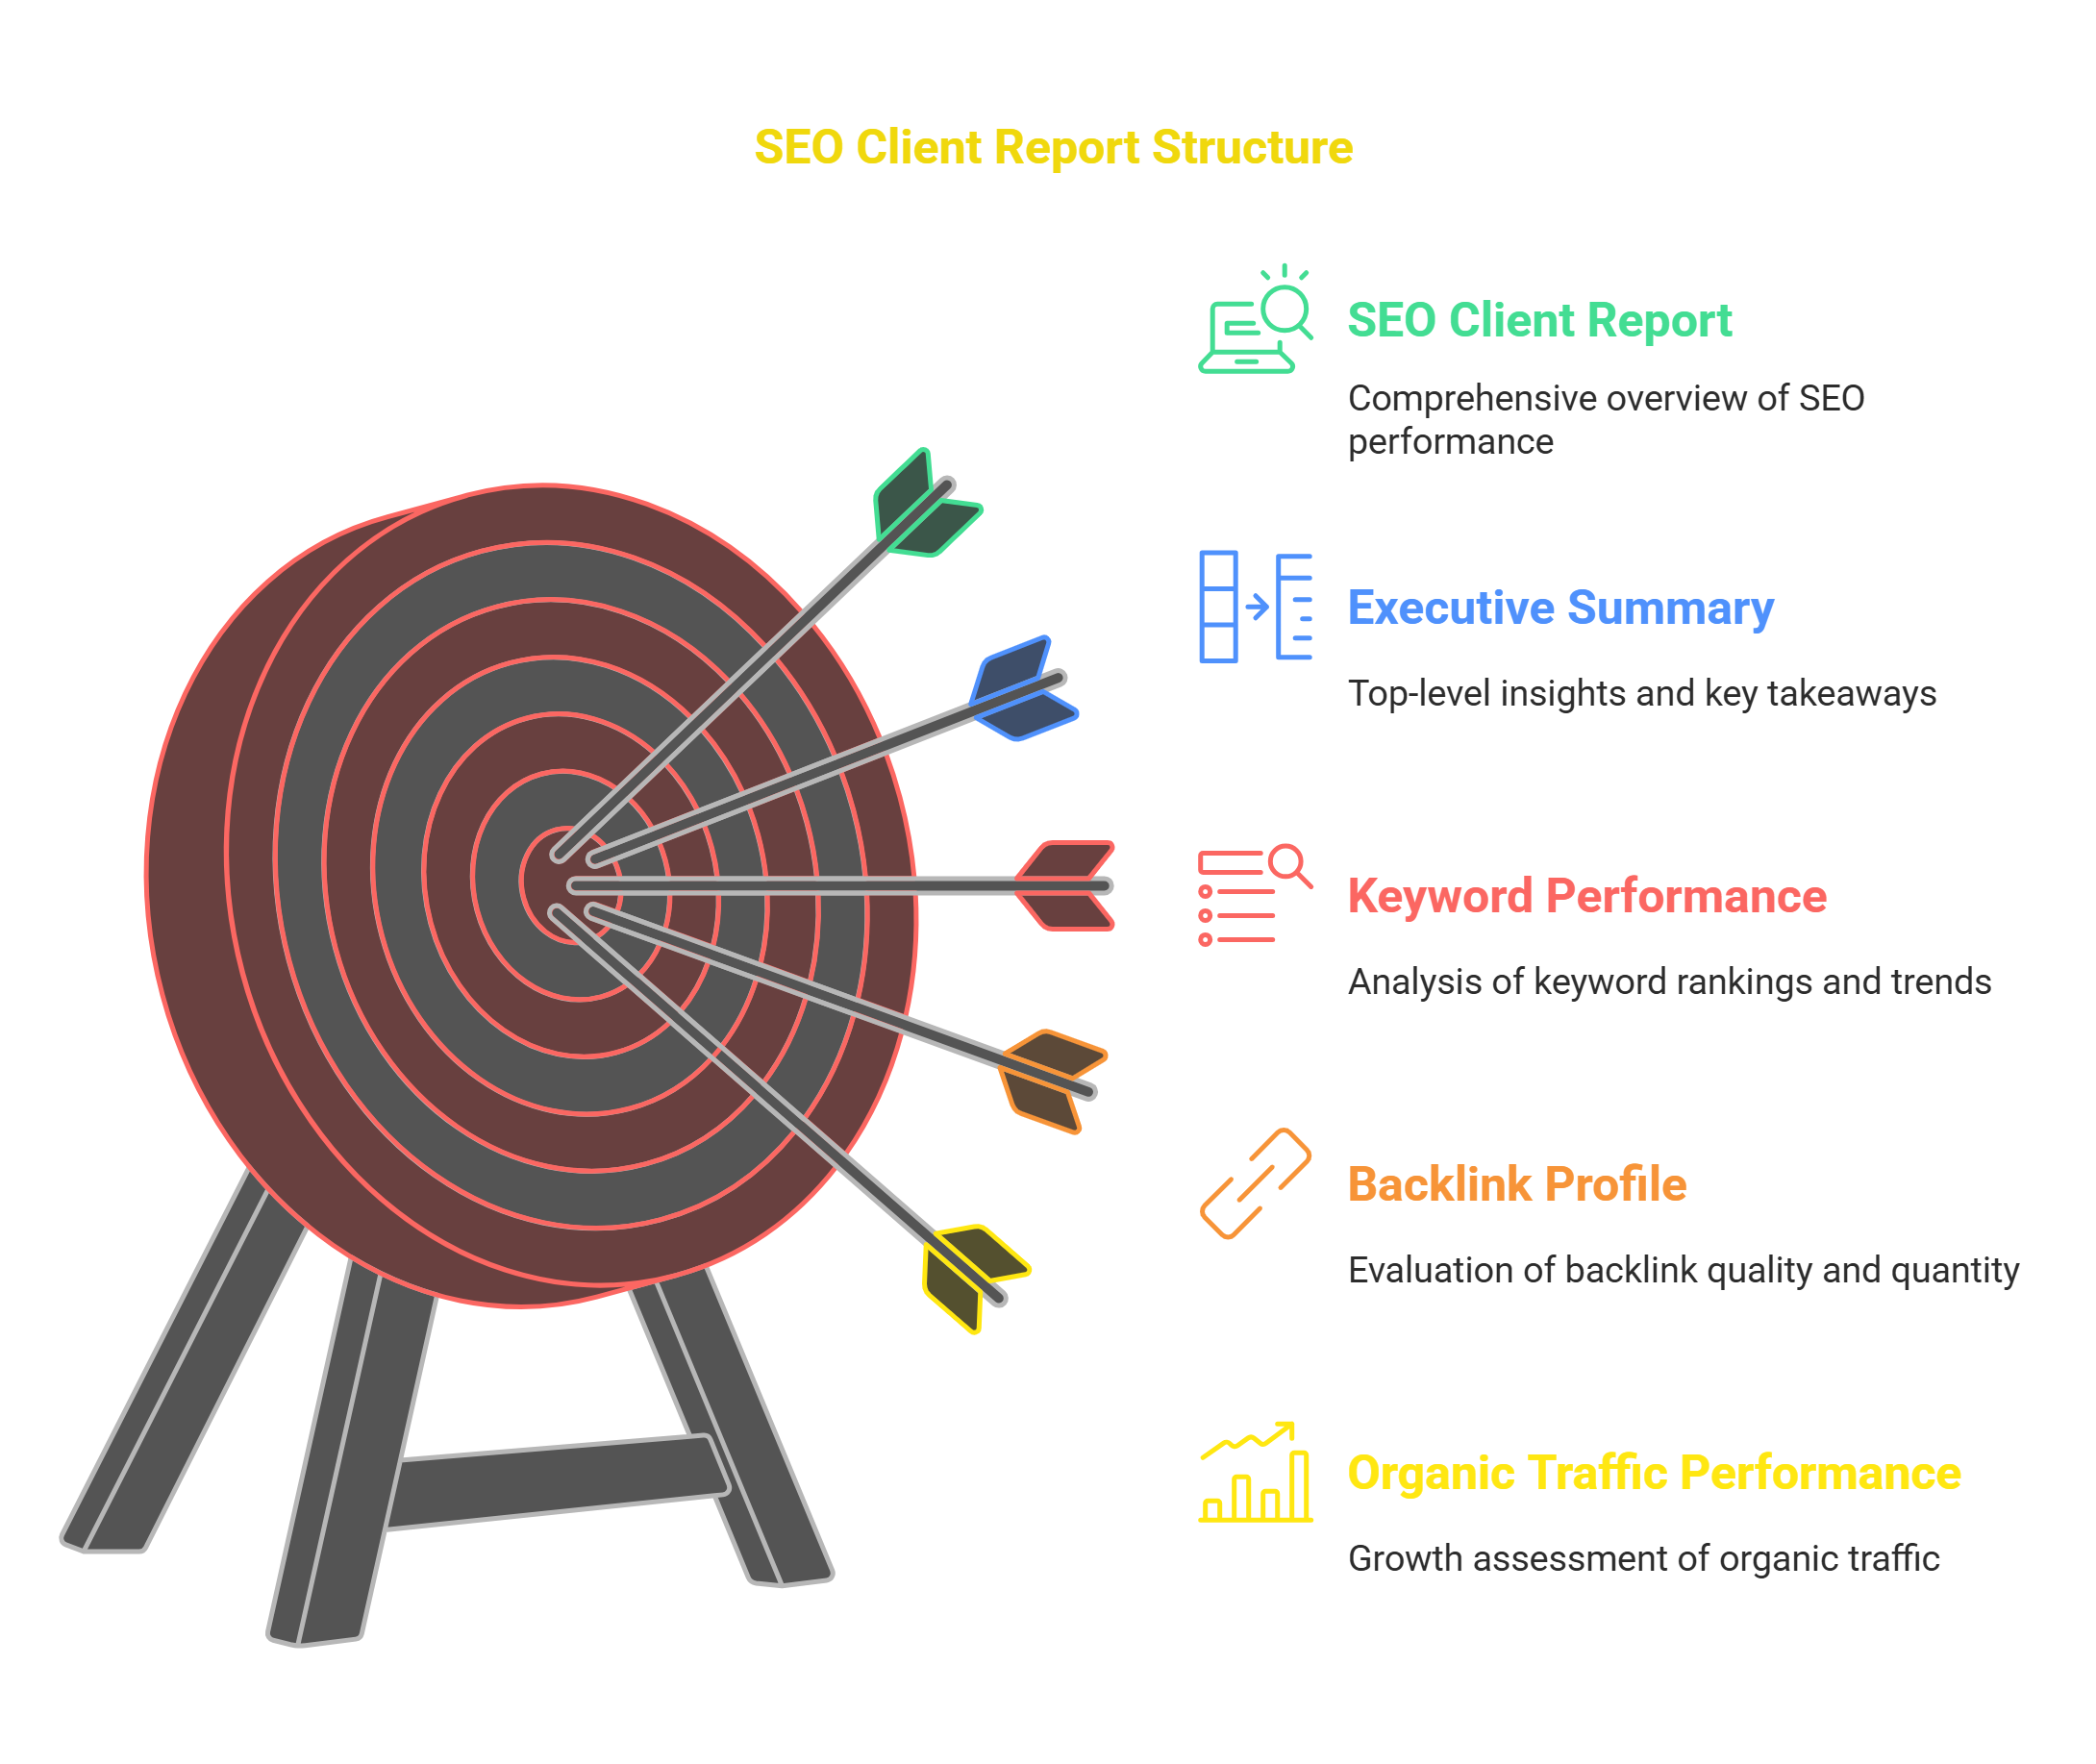 SEO Client Report Structure
SEO Client Report
Comprehensive overview of SEO
performance
Executive Summary
Top-level insights and key takeaways
Keyword Performance
Analysis of keyword rankings and trends
Backlink Profile
Evaluation of backlink quality and quantity
Organic Traffic Performance
Growth assessment of organic traffic